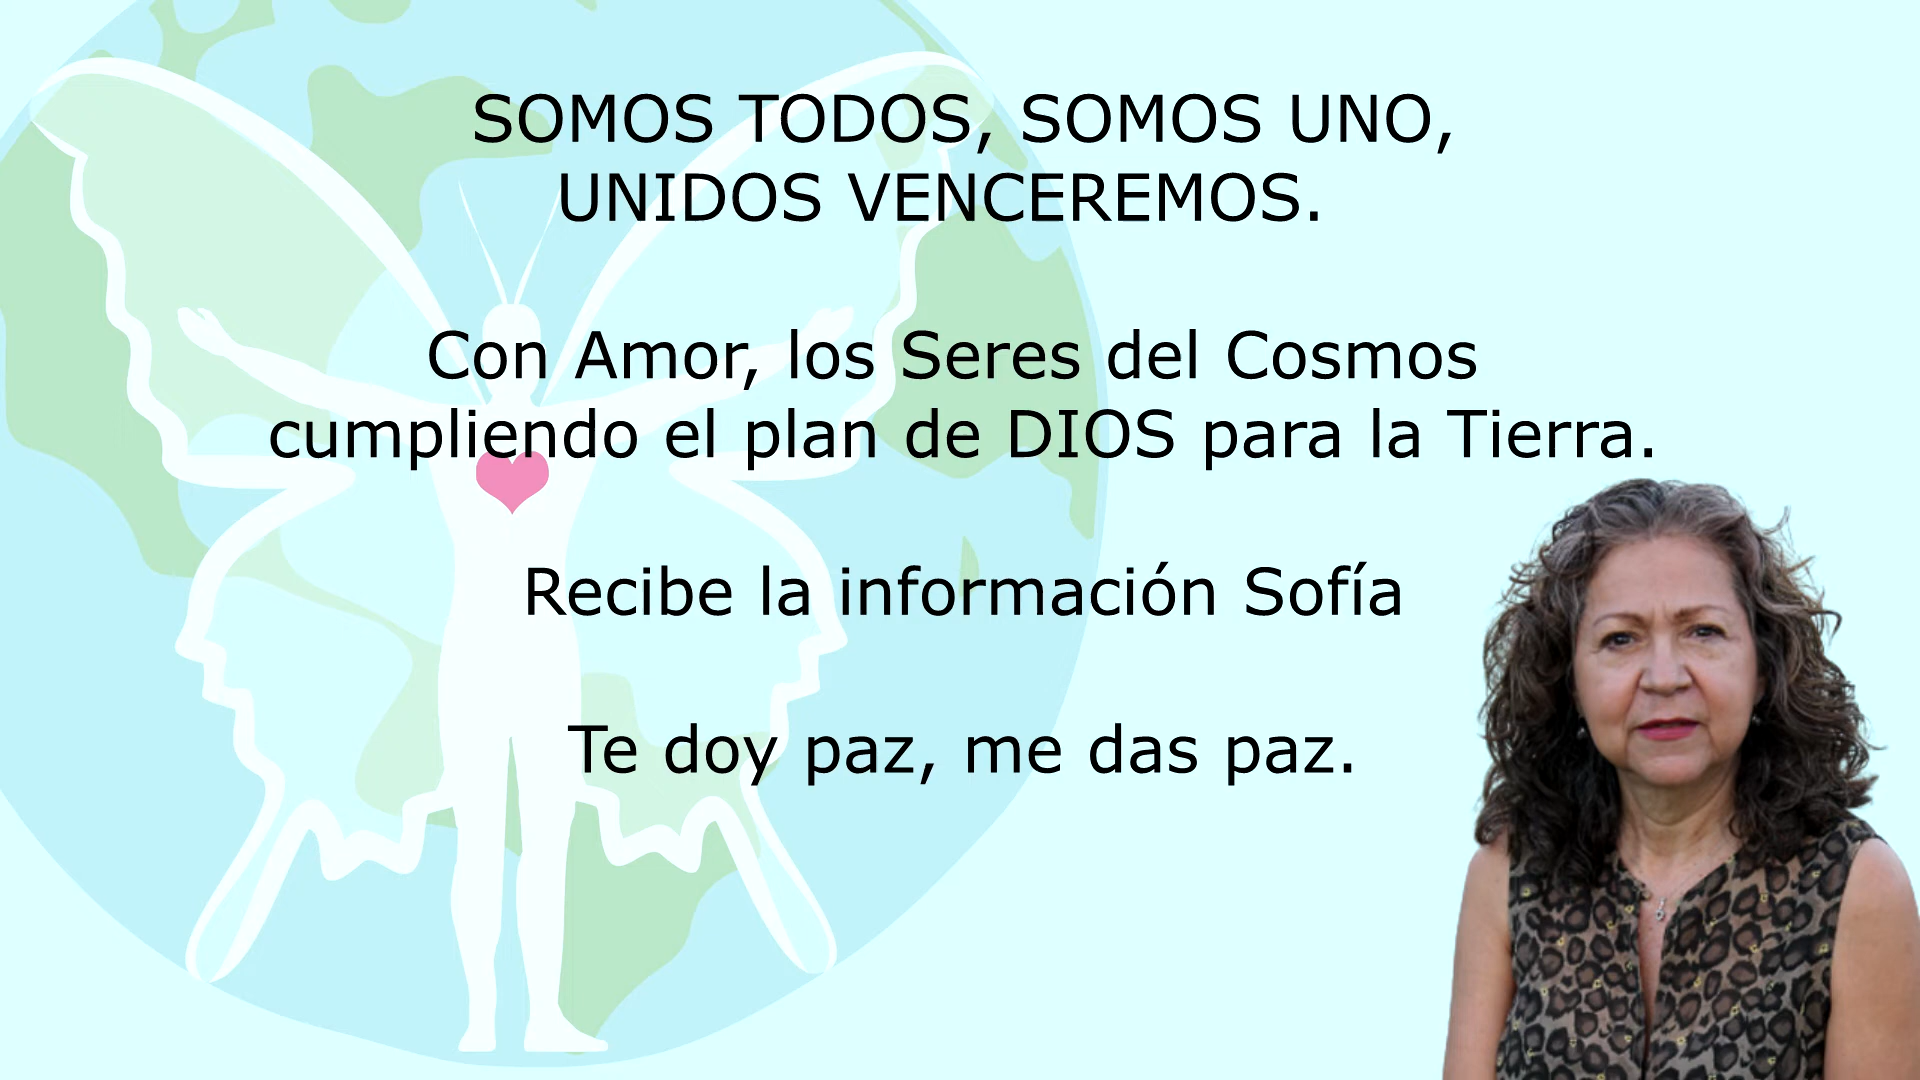 SOMOS TODOS, SOMOS UNO,
UNIDOS VENCEREMOS.
Con Amor, los Seres del Cosmos
cumpliendo el plan de DIOS para la Tierra.
Recibe la información Sofía
Te doy paz, me das paz.